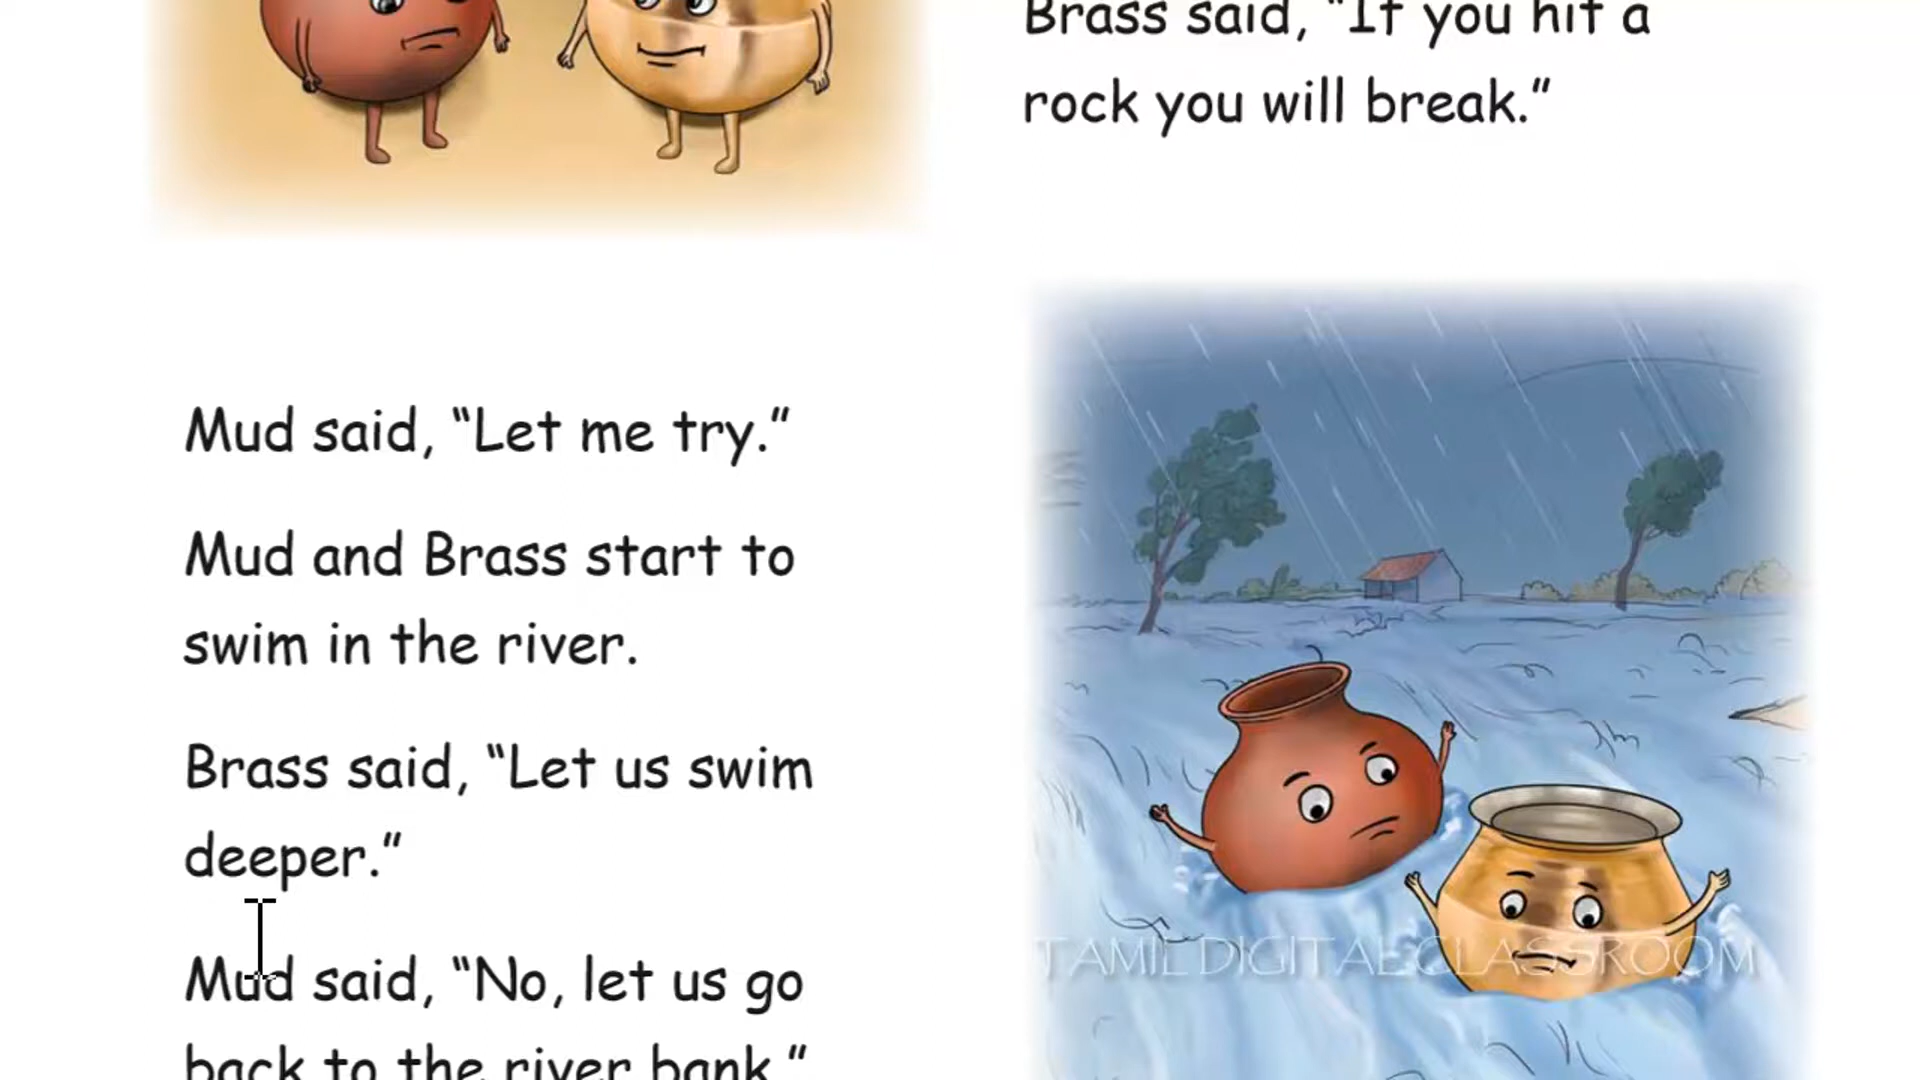 Mud said, “Let me try.”
Mud and Brass start to
swim in the river.
Brass said, “Let us swim
deeper.”
Mud said, “No, let us go
back to the river bank.”
Brass said, “If you hit a
rock you will break.”
TAMIL DIGITAL CLASSROOM